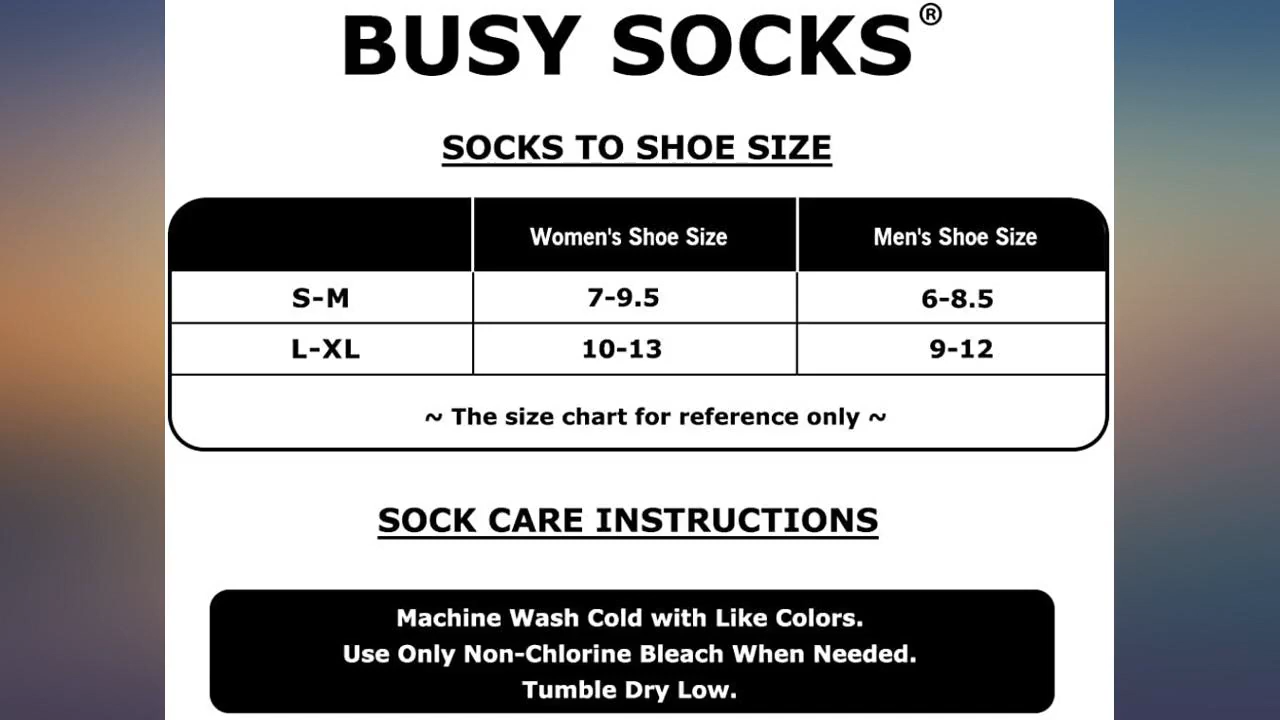 BUSY SOCKS®
SOCKS TO SHOE SIZE
Women's Shoe Size Men's Shoe Size
S-M 7-9.5 6-8.5
L-XL 10-13 9-12
~ The size chart for reference only ~
SOCK CARE INSTRUCTIONS
Machine Wash Cold with Like Colors.
Use Only Non-Chlorine Bleach When Needed.
Tumble Dry Low.